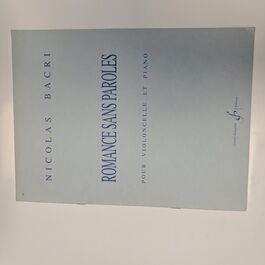 NICOLAS BACRI
ROMANCE SANS PAROLES
POUR VIOLONCELLE ET PIANO